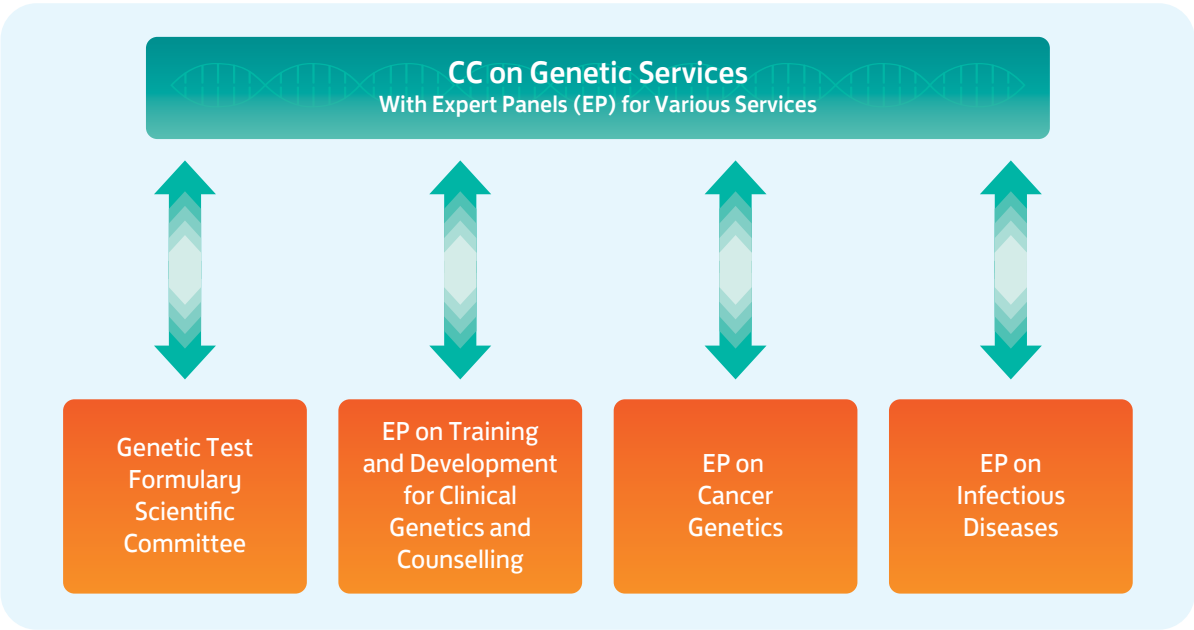 CC on Genetic Services
With Expert Panels (EP) for Various Services
Genetic Test
Formulary
Scientific
Committee
EP on Training
and Development
for Clinical
Genetics and
Counselling
EP on
Cancer
Genetics
EP on
Infectious
Diseases